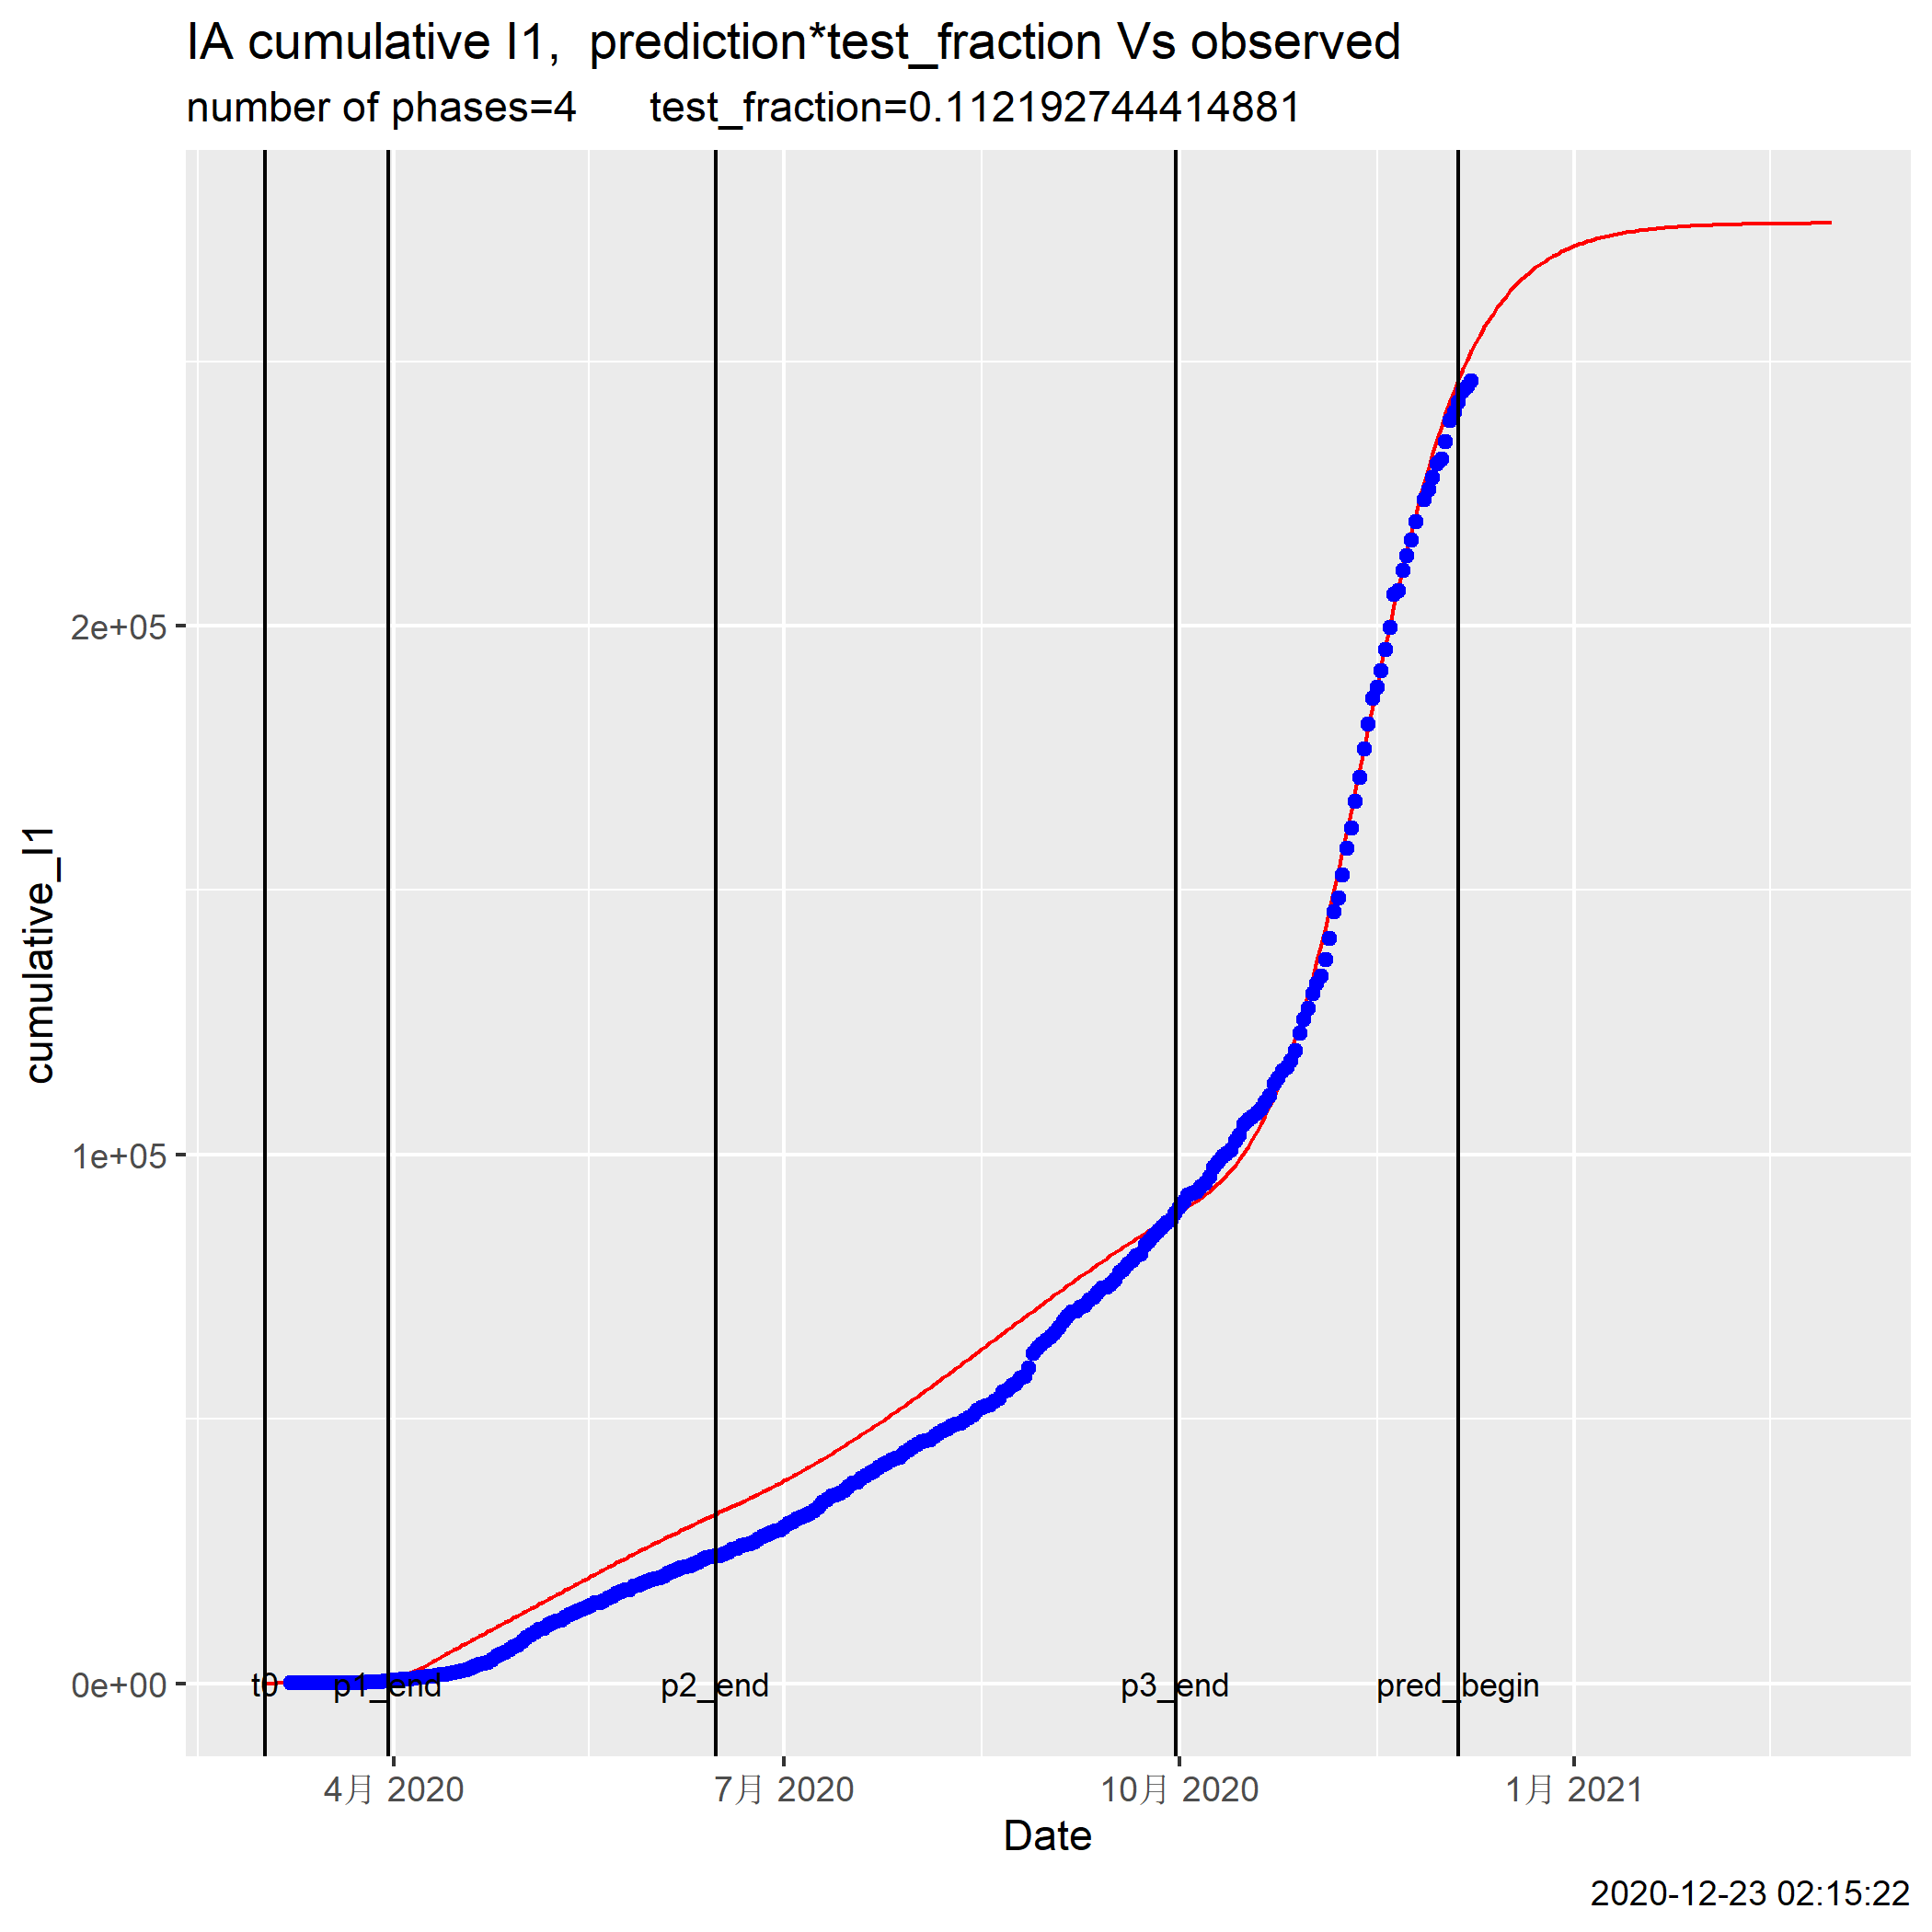 IA cumulative I1,  prediction*test_fraction Vs observed
number of phases=4      test_fraction=0.112192744414881
cumulative_I1
2e+05
1e+05
0e+00
t0
p1_end
p2_end
p3_end
pred_begin
4月 2020
7月 2020
10月 2020
1月 2021
Date
2020-12-23 02:15:22